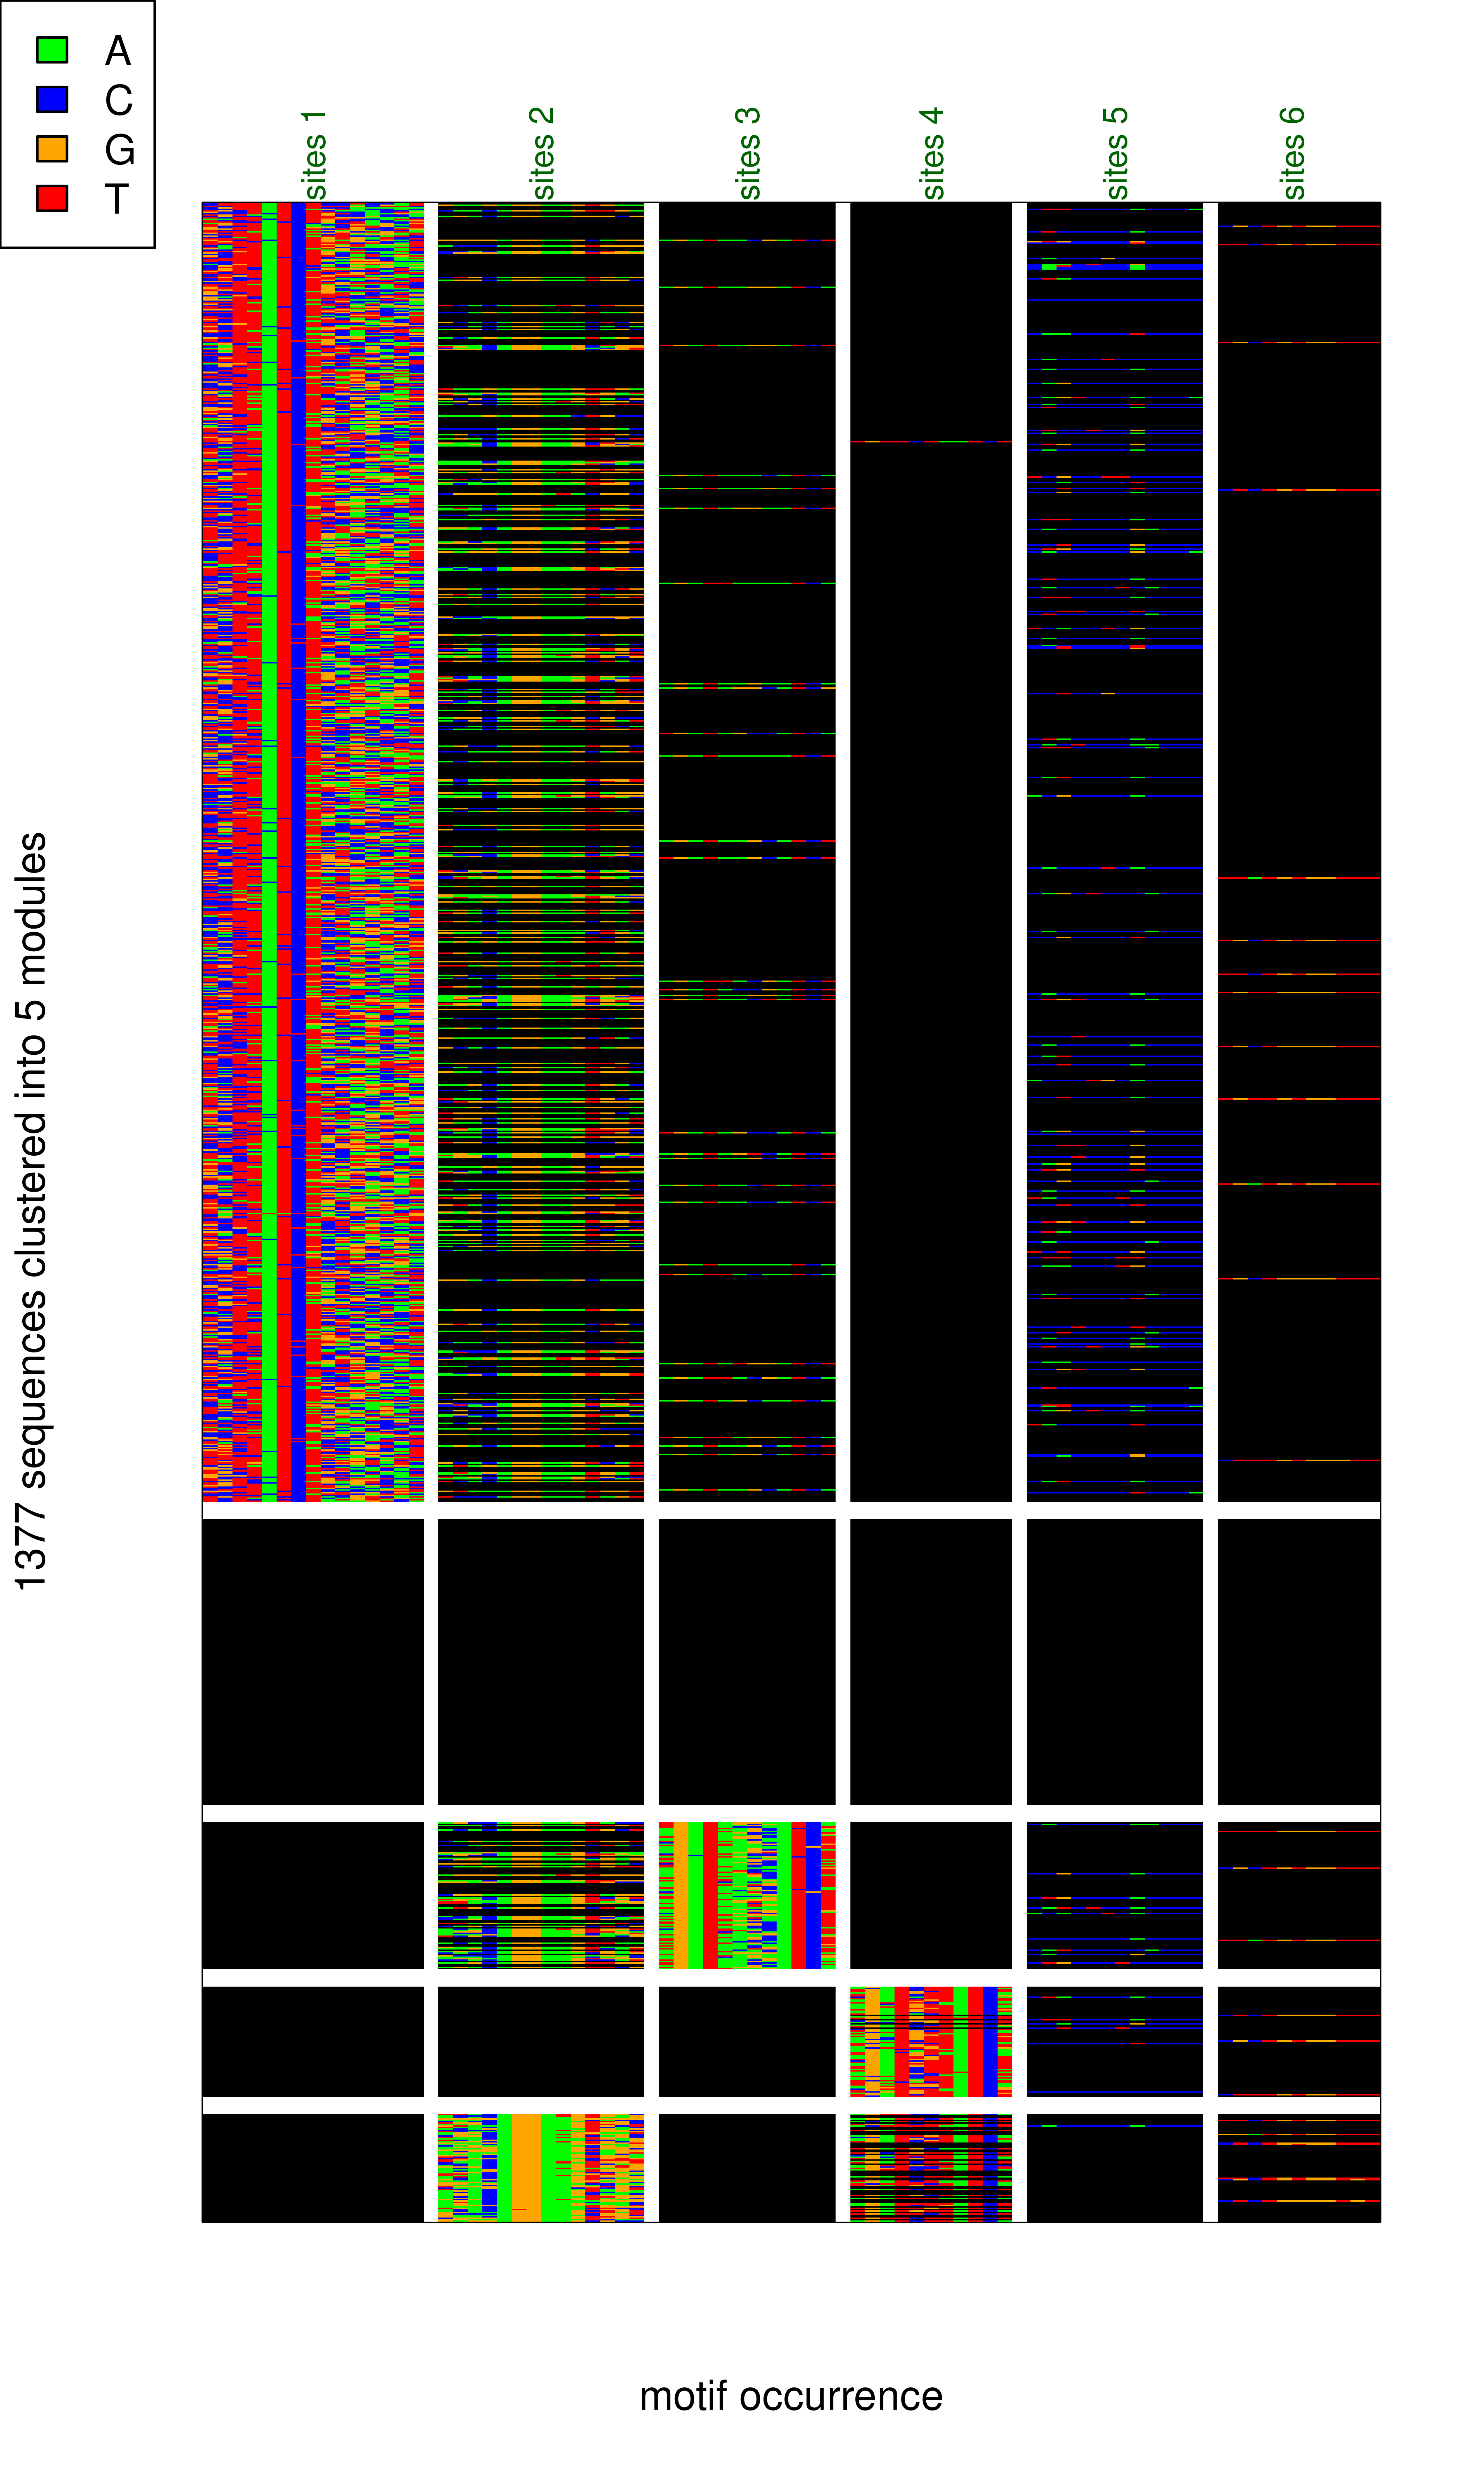 A
C
G
T
sites 1
sites 2
sites 3
sites 4
sites 5
sites 6
1377 sequences clustered into 5 modules
motif occurrence